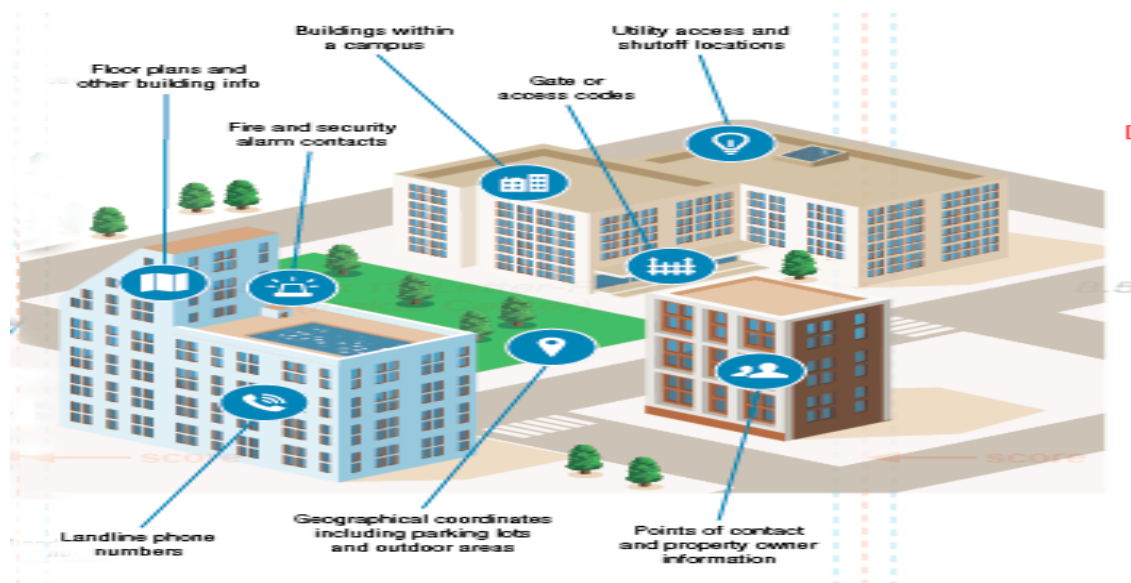 Buildings within
a campus
Utility access and
shutoff locations
Floor plans and
other building info
Gate or
access codes
Fire and security
alarm contacts
score
score
Landline phone
numbers
Geographical coordinates
including parking lots
and outdoor areas
Points of contact
and property owner
information